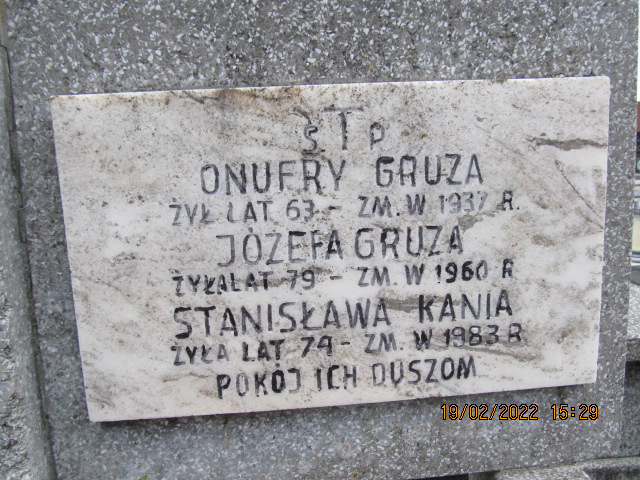 Ś † P
ONUFRY GRUZA
ŻYŁ LAT 63 - ZM. W 1937 R.
JÓZEFA GRUZA
ŻYŁA LAT 79 - ZM. W 1960 R
STANISŁAWA KANIA
ŻYŁA LAT 74 - ZM. W 1983 R
POKÓJ ICH DUSZOM
19/02/2022 15:29